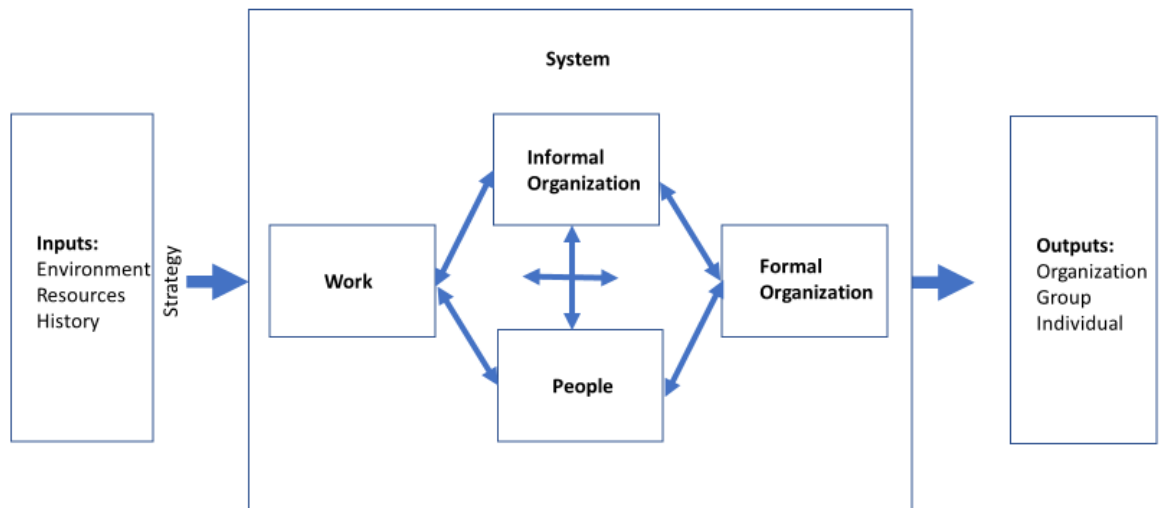 System
Informal
Organization
Inputs:
Environment
Resources
History
Strategy
Work
Formal
Organization
People
Outputs:
Organization
Group
Individual